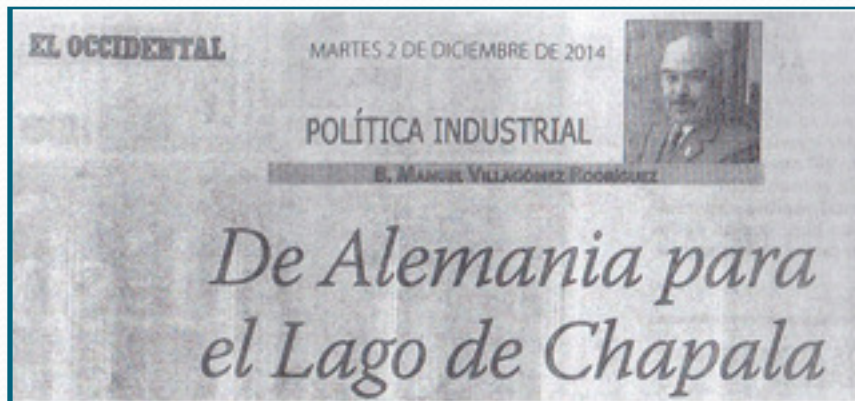 EL OCCIDENTAL
MARTES 2 DE DICIEMBRE DE 2014
POLÍTICA INDUSTRIAL
B. MANUEL VILLAGÓMEZ RODRÍGUEZ
De Alemania para
el Lago de Chapala